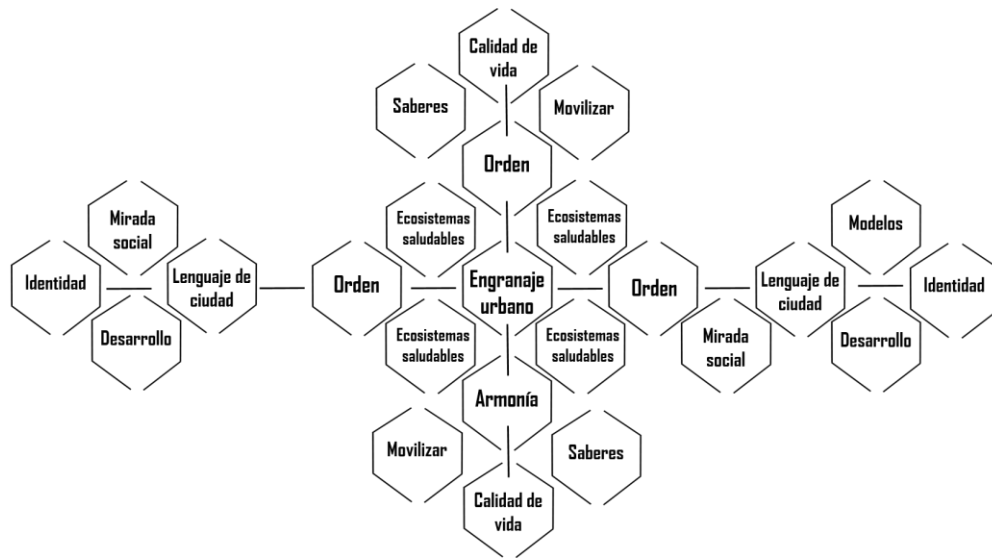 Calidad de
vida
Saberes
Movilizar
Orden
Ecosistemas
saludables
Ecosistemas
saludables
Mirada
social
Modelos
Identidad
Lenguaje de
ciudad
Orden
Engranaje
urbano
Orden
Lenguaje de
ciudad
Identidad
Desarrollo
Ecosistemas
saludables
Ecosistemas
saludables
Mirada
social
Desarrollo
Armonía
Movilizar
Saberes
Calidad de
vida